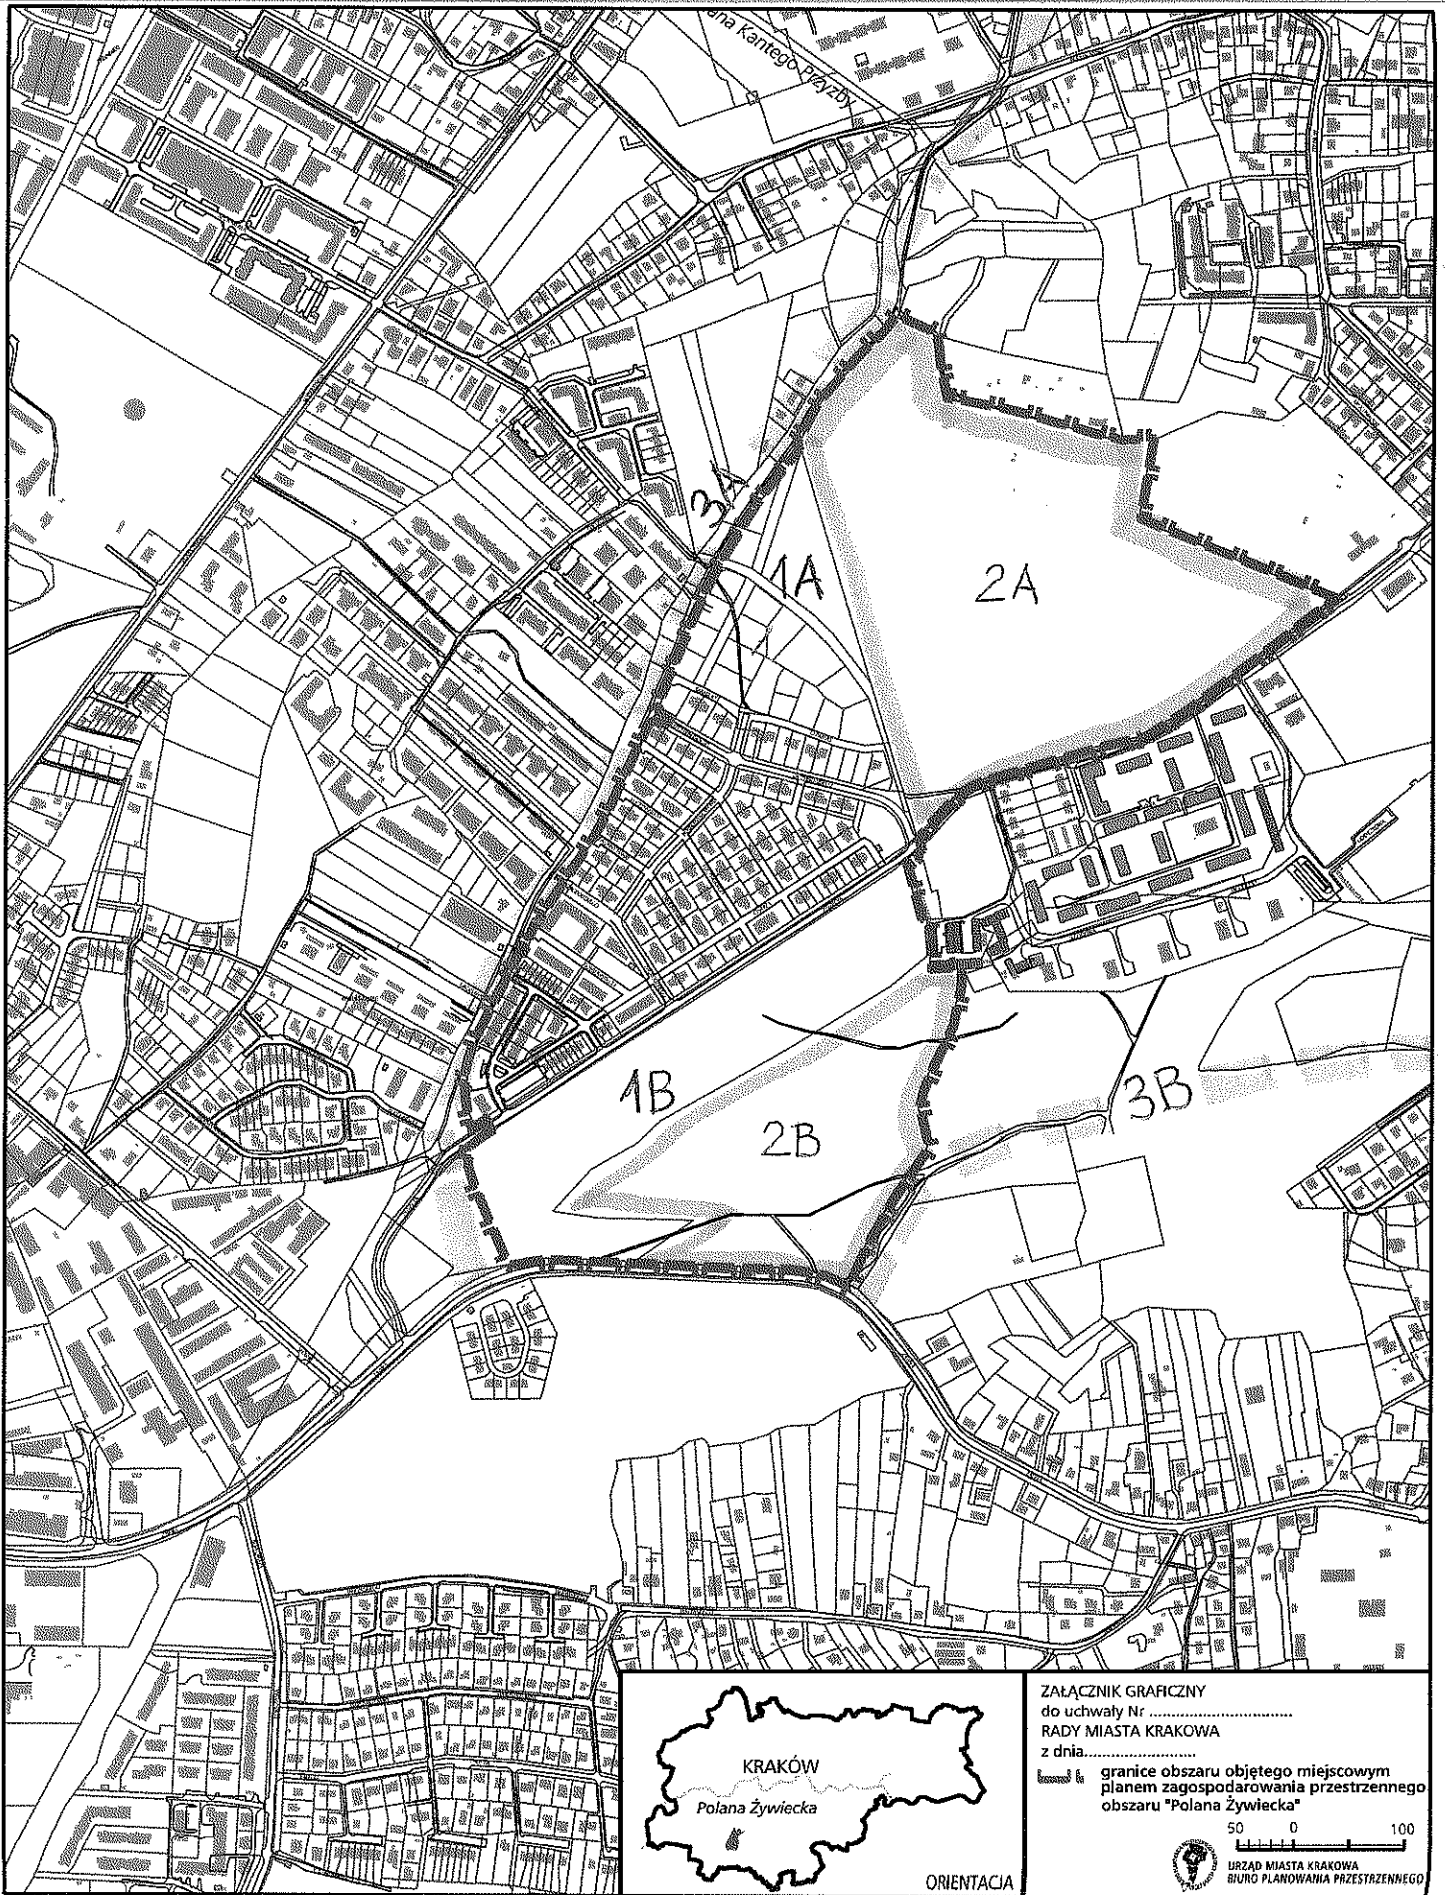 ana Kantego Przyzby
3A
1A
2A
1B
2B
3B
KRAKÓW
Polana Żywiecka
ORIENTACJA
ZAŁĄCZNIK GRAFICZNY
do uchwały Nr ................................
RADY MIASTA KRAKOWA
z dnia.........................
granice obszaru objętego miejscowym
planem zagospodarowania przestrzennego
obszaru "Polana Żywiecka"
50 0 100
URZĄD MIASTA KRAKOWA
BIURO PLANOWANIA PRZESTRZENNEGO